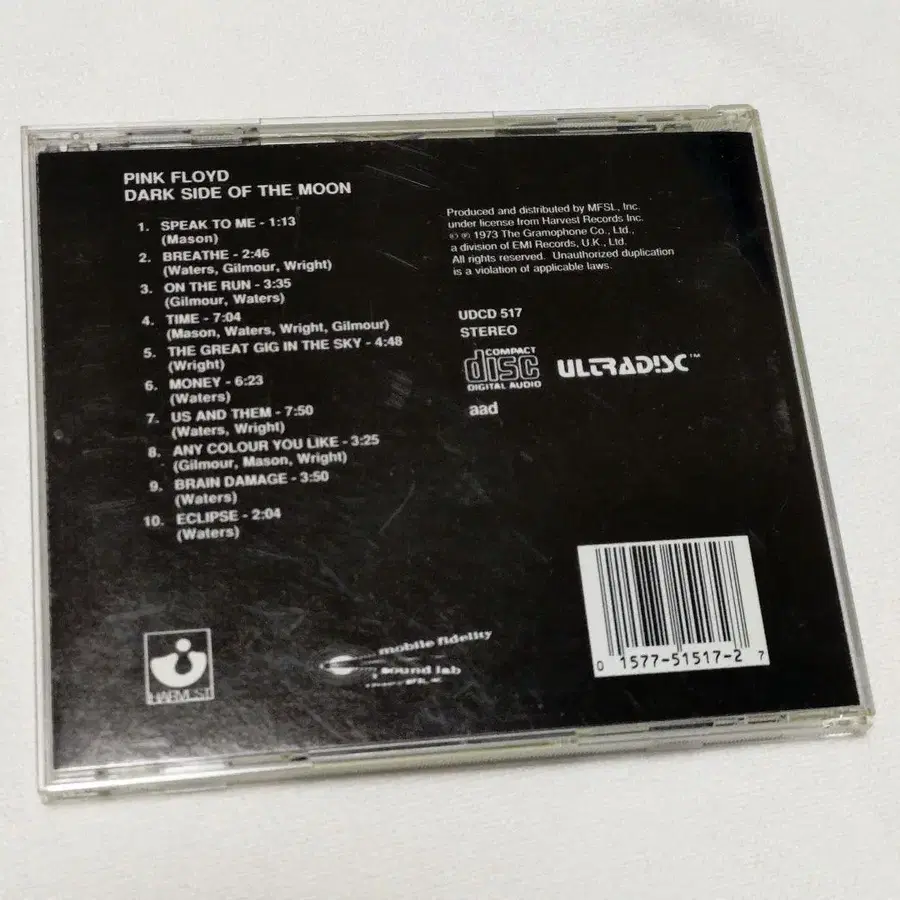 PINK FLOYD
DARK SIDE OF THE MOON
1. SPEAK TO ME - 1:13
(Mason)
2. BREATHE - 2:46
(Waters, Gilmour, Wright)
3. ON THE RUN - 3:35
(Gilmour, Waters)
4. TIME - 7:04
(Mason, Waters, Wright, Gilmour)
5. THE GREAT GIG IN THE SKY - 4:48
(Wright)
6. MONEY - 6:23
(Waters)
7. US AND THEM - 7:50
(Waters, Wright)
8. ANY COLOUR YOU LIKE - 3:25
(Gilmour, Mason, Wright)
9. BRAIN DAMAGE - 3:50
(Waters)
10. ECLIPSE - 2:04
(Waters)
Produced and distributed by MFSL, Inc.
under license from Harvest Records Inc.
© ℗ 1973 The Gramophone Co., Ltd.,
a division of EMI Records, U.K., Ltd.
All rights reserved. Unauthorized duplication
is a violation of applicable laws.
UDCD 517
STEREO
COMPACT
disc
DIGITAL AUDIO
ULTRADISC™
aad
HARVEST
mobile fidelity
sound lab
0 1577-51517-2 7